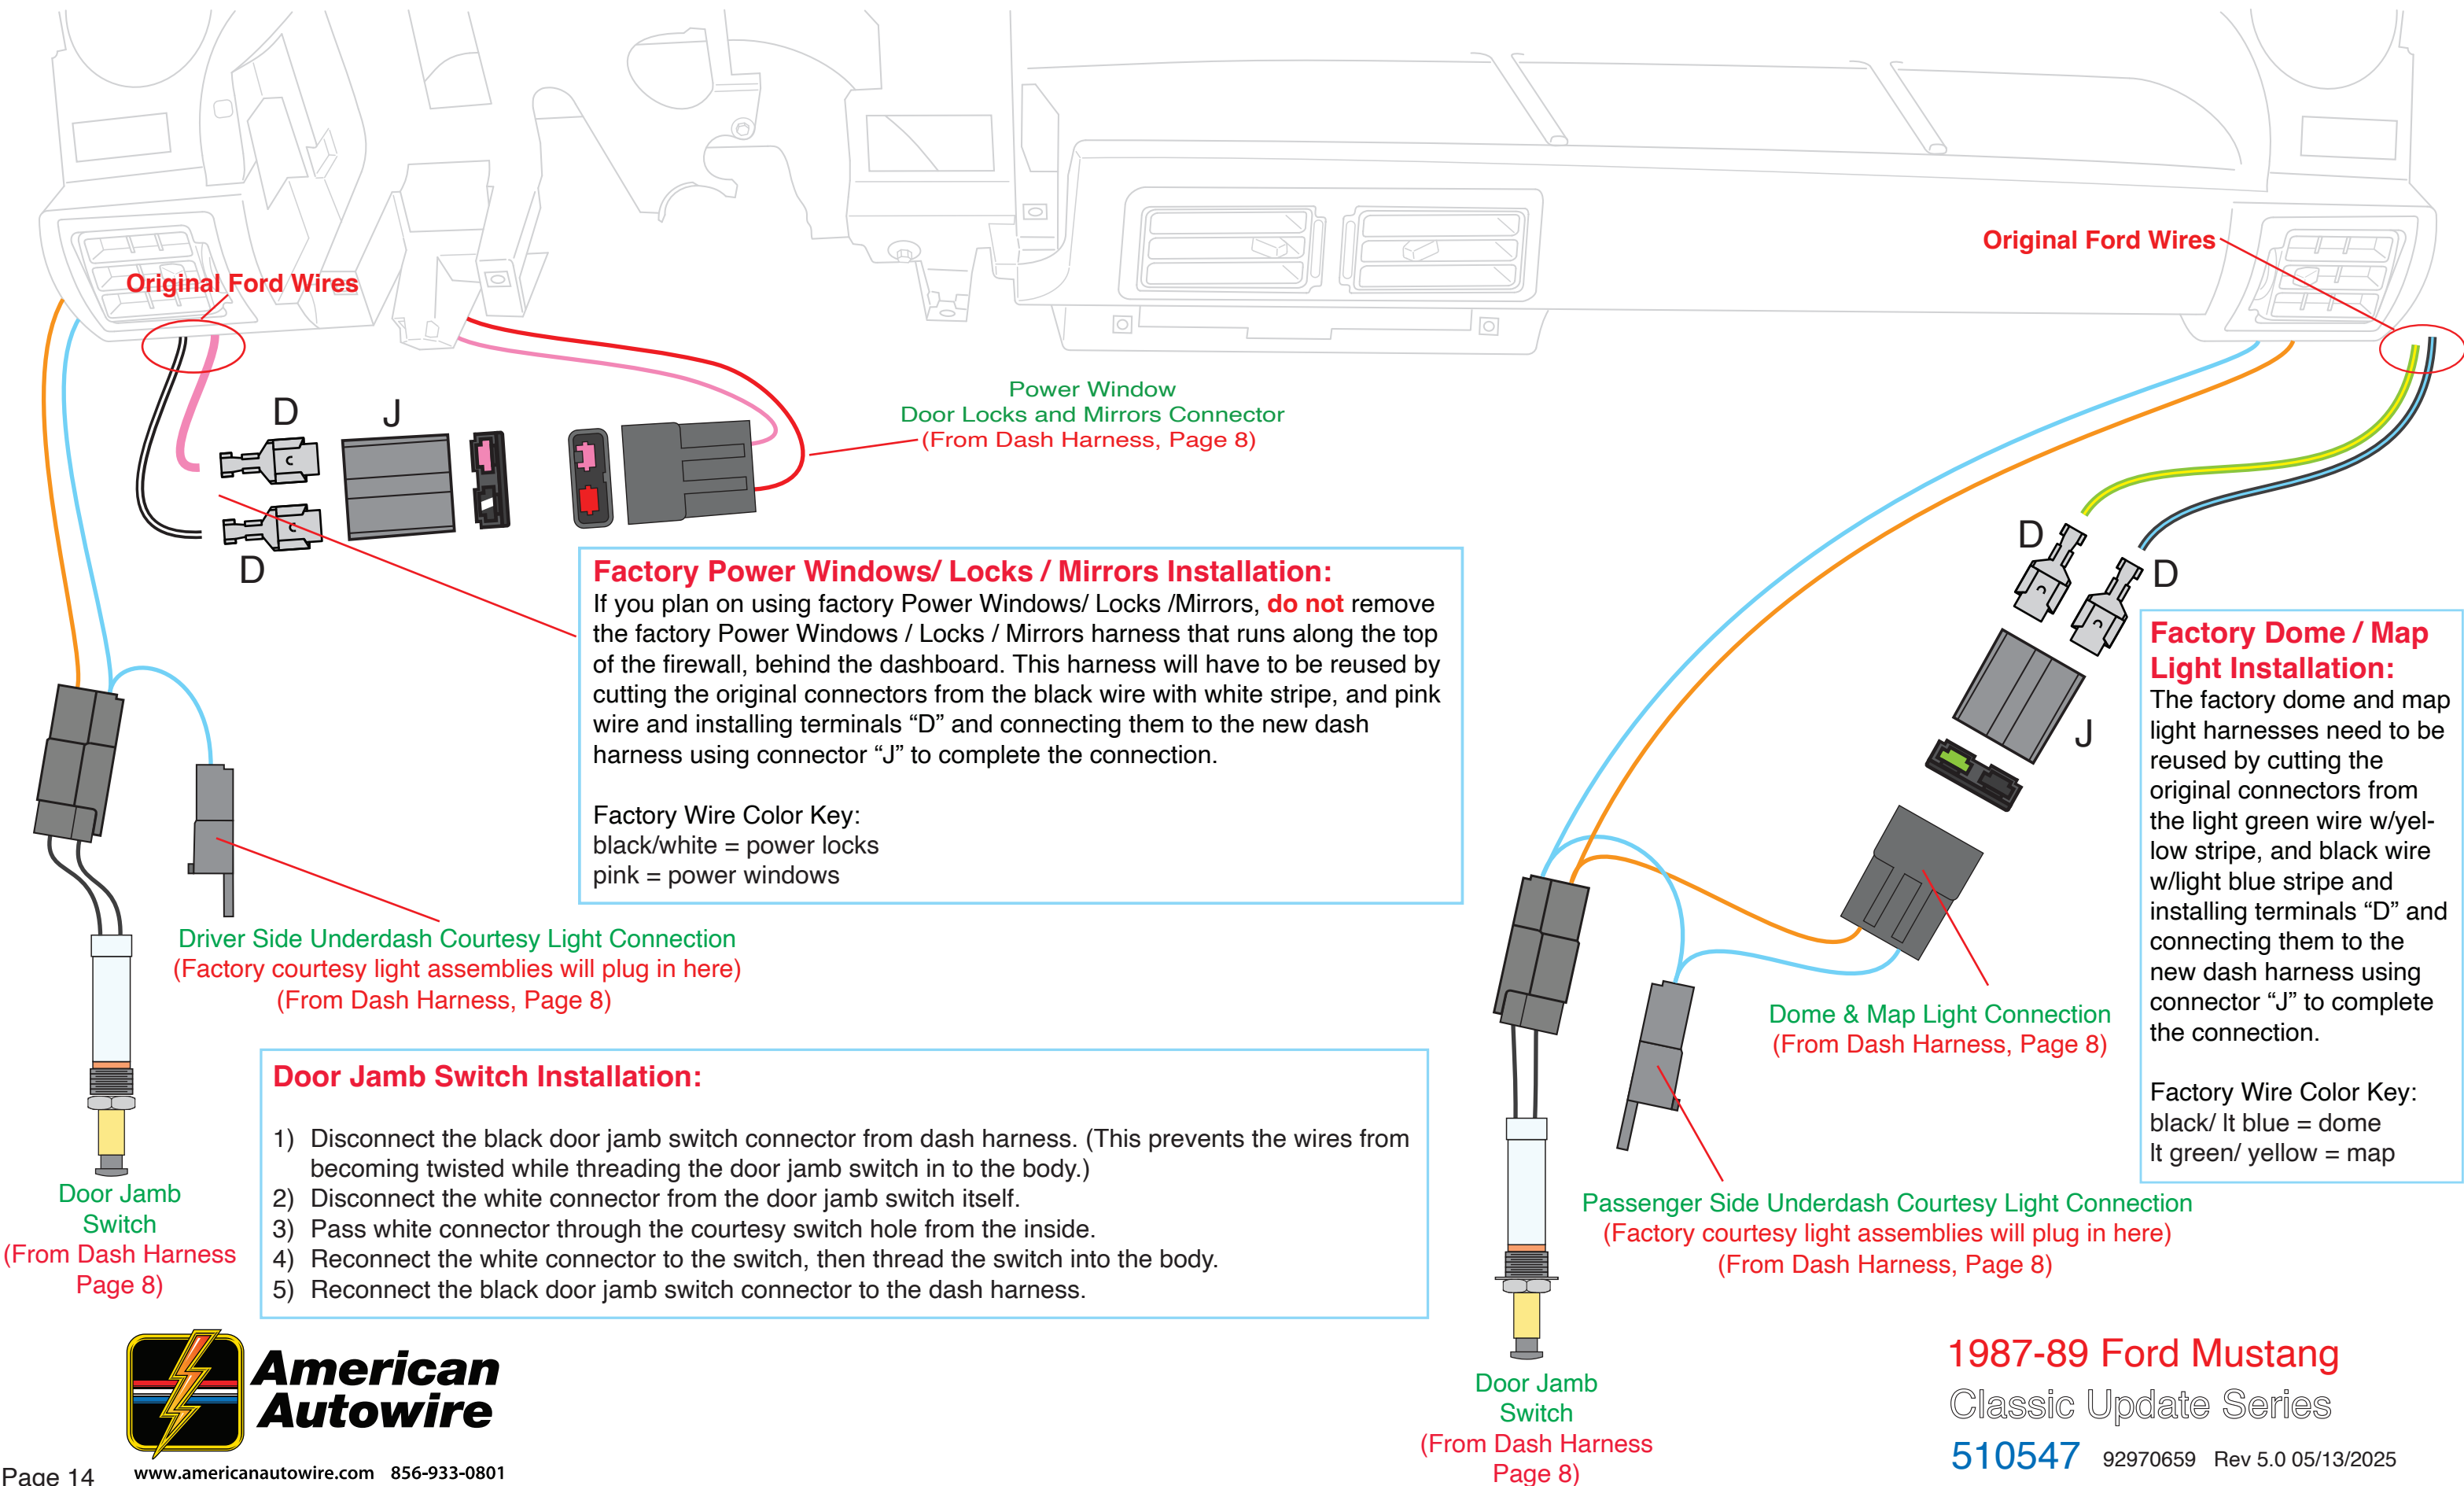 Original Ford Wires
Original Ford Wires
D
J
D
Power Window
Door Locks and Mirrors Connector
(From Dash Harness, Page 8)
D
D
J
Factory Power Windows/ Locks / Mirrors Installation:
If you plan on using factory Power Windows/ Locks /Mirrors, do not remove
the factory Power Windows / Locks / Mirrors harness that runs along the top
of the firewall, behind the dashboard. This harness will have to be reused by
cutting the original connectors from the black wire with white stripe, and pink
wire and installing terminals “D” and connecting them to the new dash
harness using connector “J” to complete the connection.
Factory Wire Color Key:
black/white = power locks
pink = power windows
Factory Dome / Map
Light Installation:
The factory dome and map
light harnesses need to be
reused by cutting the
original connectors from
the light green wire w/yel-
low stripe, and black wire
w/light blue stripe and
installing terminals “D” and
connecting them to the
new dash harness using
connector “J” to complete
the connection.
Factory Wire Color Key:
black/ lt blue = dome
lt green/ yellow = map
Driver Side Underdash Courtesy Light Connection
(Factory courtesy light assemblies will plug in here)
(From Dash Harness, Page 8)
Dome & Map Light Connection
(From Dash Harness, Page 8)
Door Jamb Switch Installation:
1) Disconnect the black door jamb switch connector from dash harness. (This prevents the wires from
becoming twisted while threading the door jamb switch in to the body.)
2) Disconnect the white connector from the door jamb switch itself.
3) Pass white connector through the courtesy switch hole from the inside.
4) Reconnect the white connector to the switch, then thread the switch into the body.
5) Reconnect the black door jamb switch connector to the dash harness.
Door Jamb
Switch
(From Dash Harness
Page 8)
Passenger Side Underdash Courtesy Light Connection
(Factory courtesy light assemblies will plug in here)
(From Dash Harness, Page 8)
Door Jamb
Switch
(From Dash Harness
Page 8)
American
Autowire
www.americanautowire.com 856-933-0801
Page 14
1987-89 Ford Mustang
Classic Update Series
510547 92970659 Rev 5.0 05/13/2025